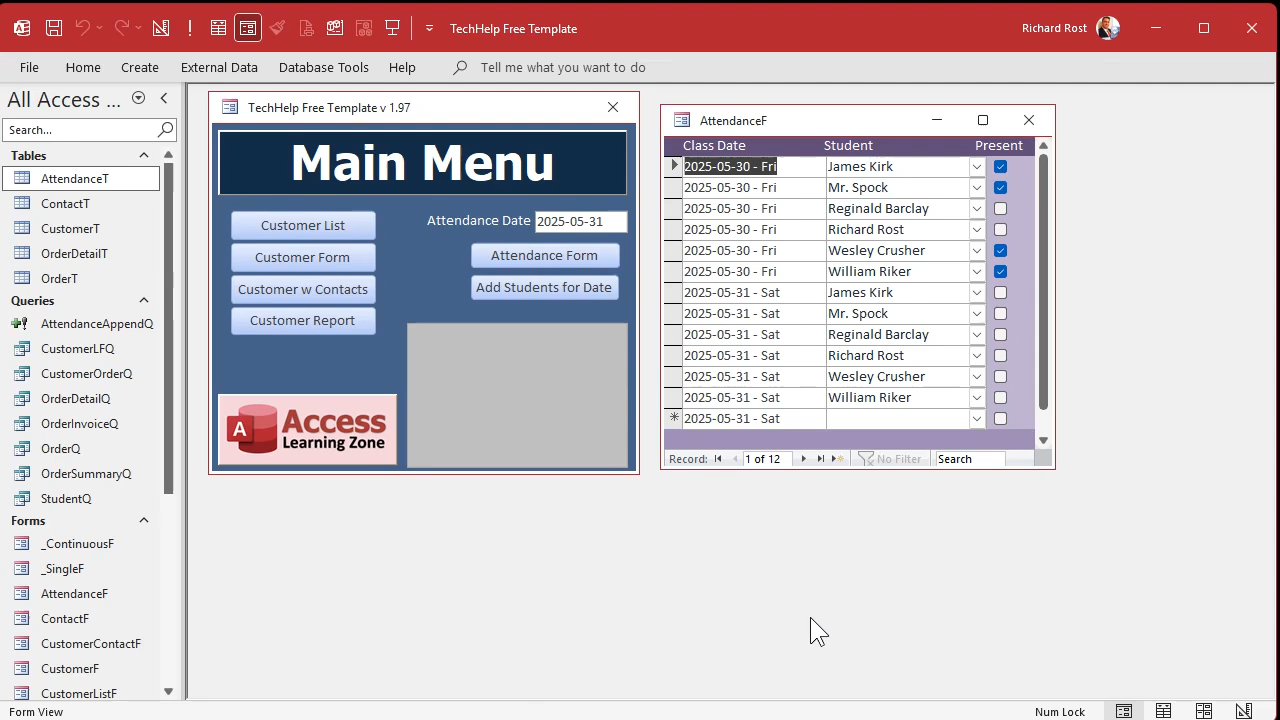 TechHelp Free Template
Richard Rost
File Home Create External Data Database Tools Help Tell me what you want to do
All Access ...
Search...
Tables
AttendanceT
ContactT
CustomerT
OrderDetailT
OrderT
Queries
AttendanceAppendQ
CustomerLFQ
CustomerOrderQ
OrderDetailQ
OrderInvoiceQ
OrderQ
OrderSummaryQ
StudentQ
Forms
_ContinuousF
_SingleF
AttendanceF
ContactF
CustomerContactF
CustomerF
CustomerListF
TechHelp Free Template v 1.97
Main Menu
Customer List
Customer Form
Customer w Contacts
Customer Report
Attendance Date 2025-05-31
Attendance Form
Add Students for Date
A Access
Learning Zone
AttendanceF
Class Date Student Present
2025-05-30 - Fri James Kirk
2025-05-30 - Fri Mr. Spock
2025-05-30 - Fri Reginald Barclay
2025-05-30 - Fri Richard Rost
2025-05-30 - Fri Wesley Crusher
2025-05-30 - Fri William Riker
2025-05-31 - Sat James Kirk
2025-05-31 - Sat Mr. Spock
2025-05-31 - Sat Reginald Barclay
2025-05-31 - Sat Richard Rost
2025-05-31 - Sat Wesley Crusher
2025-05-31 - Sat William Riker
2025-05-31 - Sat
Record: 1 of 12 No Filter Search
Form View
Num Lock